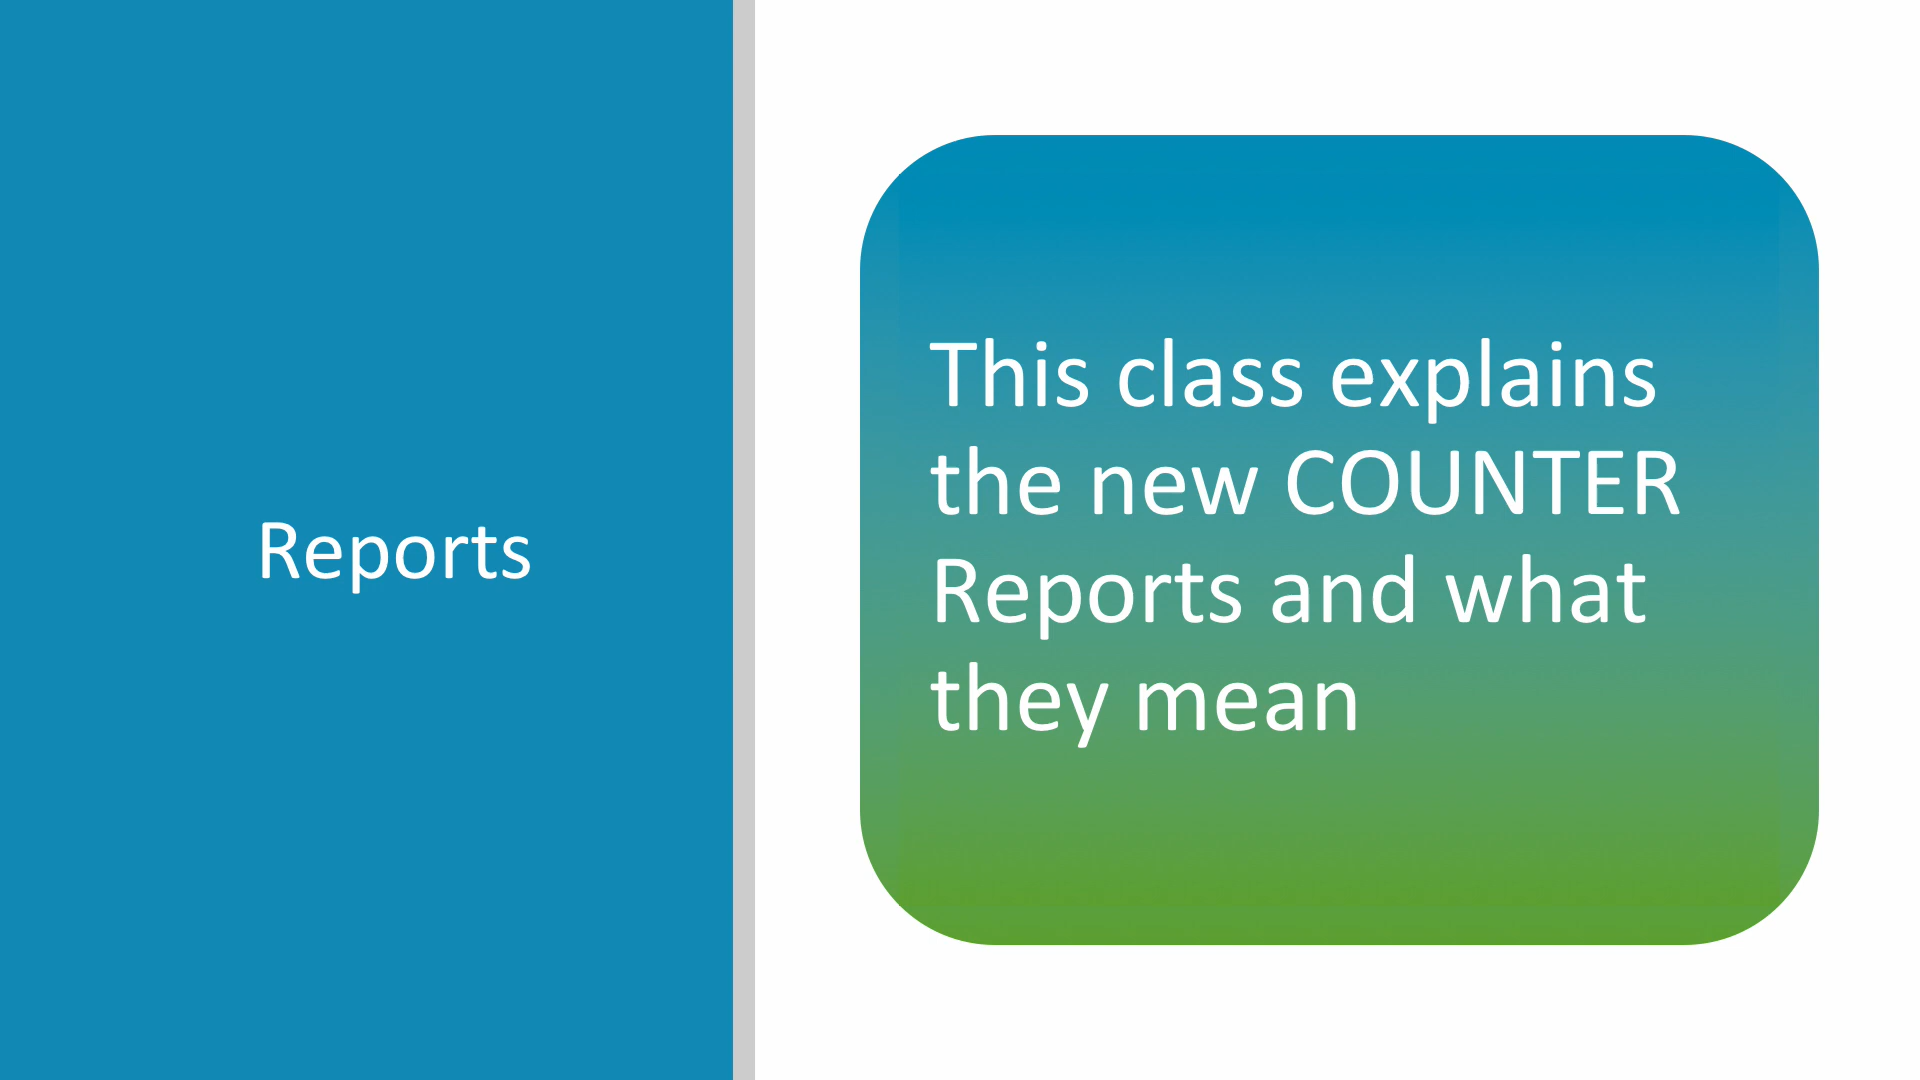 Reports
This class explains
the new COUNTER
Reports and what
they mean